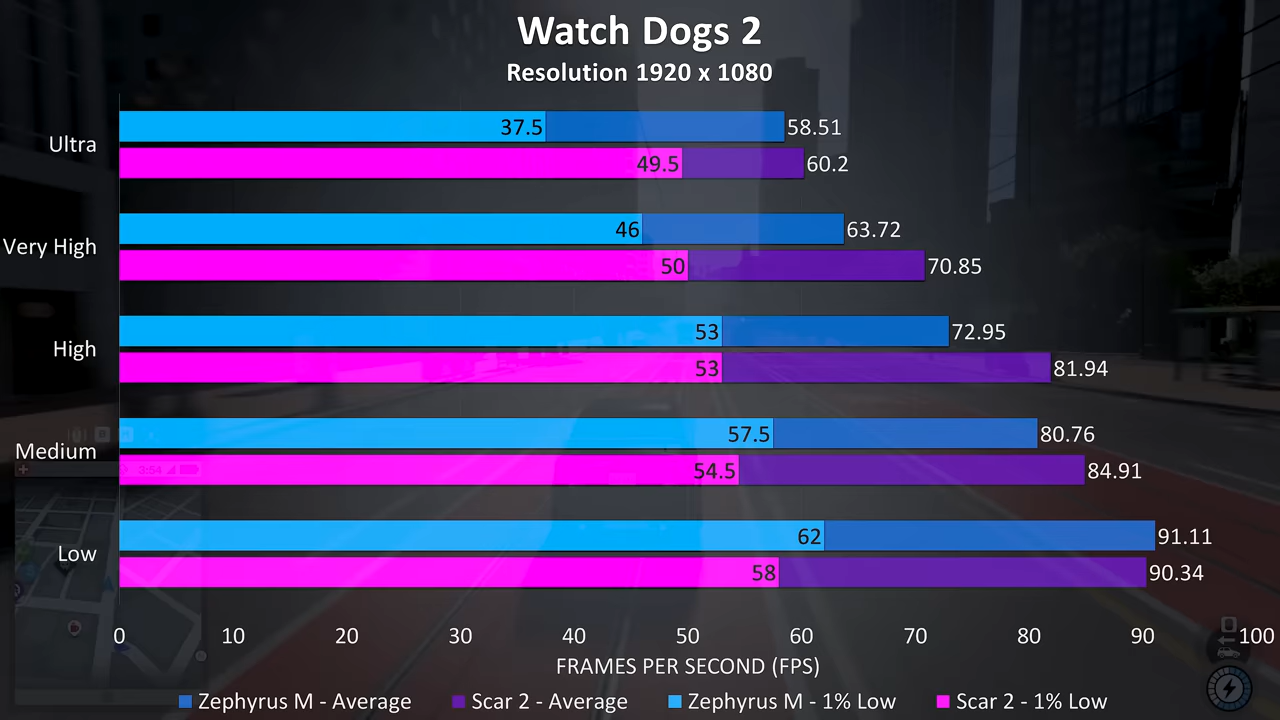 Watch Dogs 2
Resolution 1920 x 1080
Ultra
37.5 58.51
49.5 60.2
Very High
46 63.72
50 70.85
High
53 72.95
53 81.94
Medium
57.5 80.76
54.5 84.91
3:54
Low
62 91.11
58 90.34
0 10 20 30 40 50 60 70 80 90 100
FRAMES PER SECOND (FPS)
Zephyrus M - Average Scar 2 - Average Zephyrus M - 1% Low Scar 2 - 1% Low